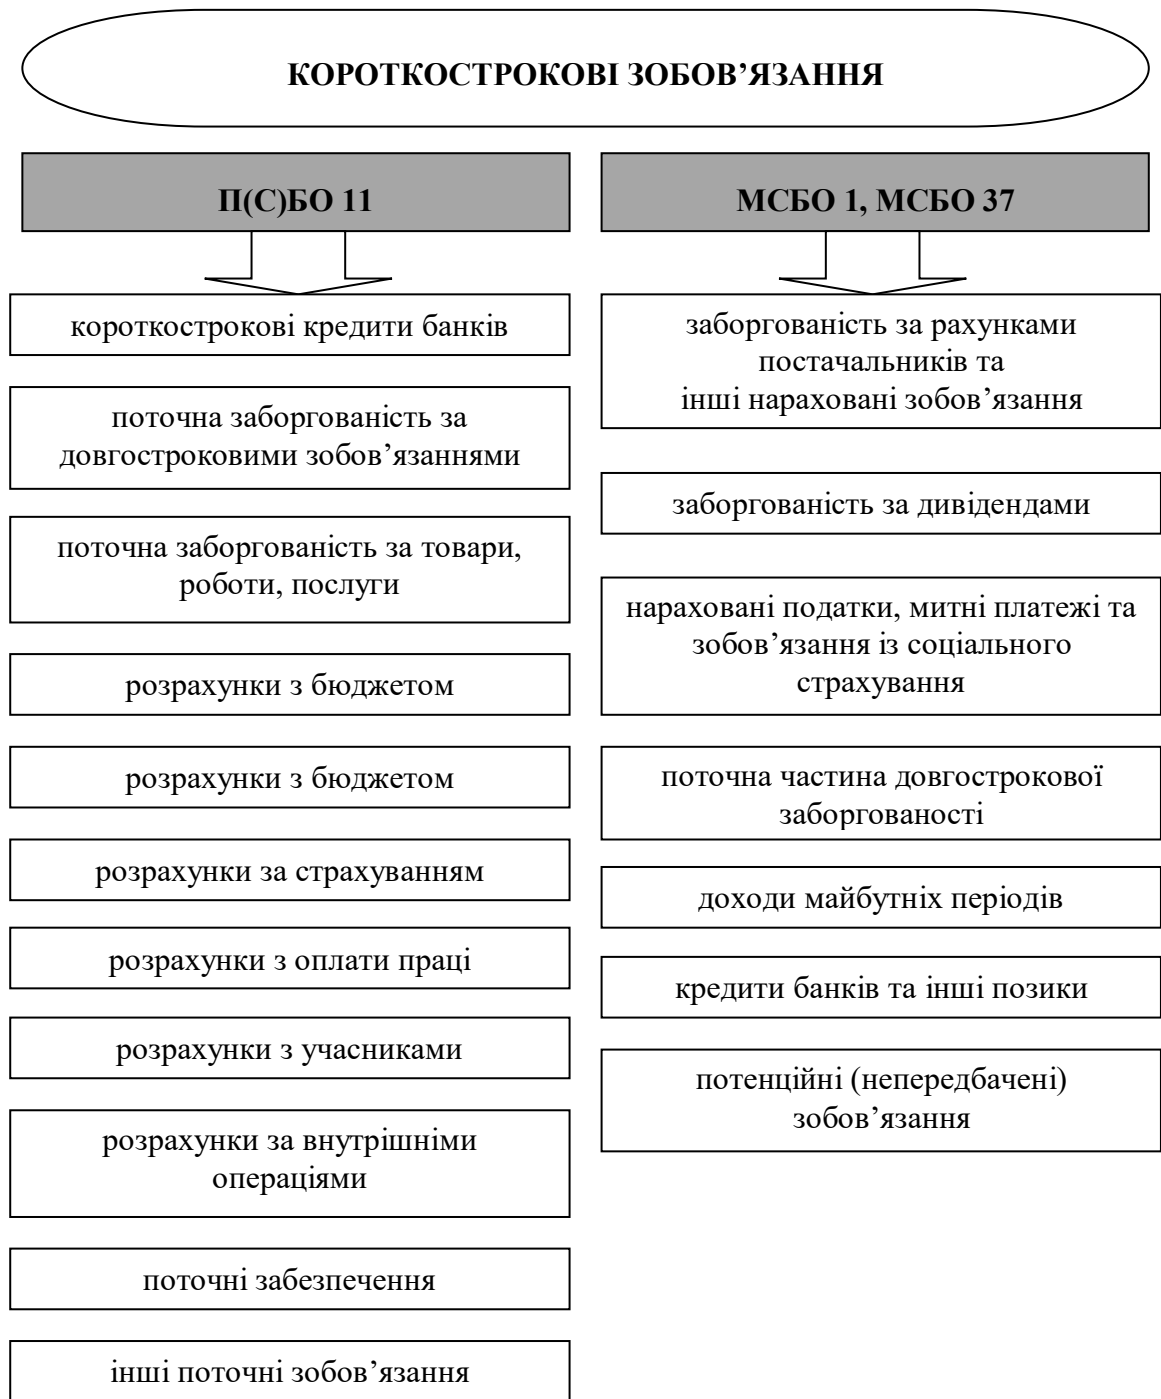 КОРОТКОСТРОКОВІ ЗОБОВ’ЯЗАННЯ
П(С)БО 11
короткострокові кредити банків
поточна заборгованість за
довгостроковими зобов’язаннями
поточна заборгованість за товари,
роботи, послуги
розрахунки з бюджетом
розрахунки з бюджетом
розрахунки за страхуванням
розрахунки з оплати праці
розрахунки з учасниками
розрахунки за внутрішніми
операціями
поточні забезпечення
інші поточні зобов’язання
МСБО 1, МСБО 37
заборгованість за рахунками
постачальників та
інші нараховані зобов’язання
заборгованість за дивідендами
нараховані податки, митні платежі та
зобов’язання із соціального
страхування
поточна частина довгострокової
заборгованості
доходи майбутніх періодів
кредити банків та інші позики
потенційні (непередбачені)
зобов’язання